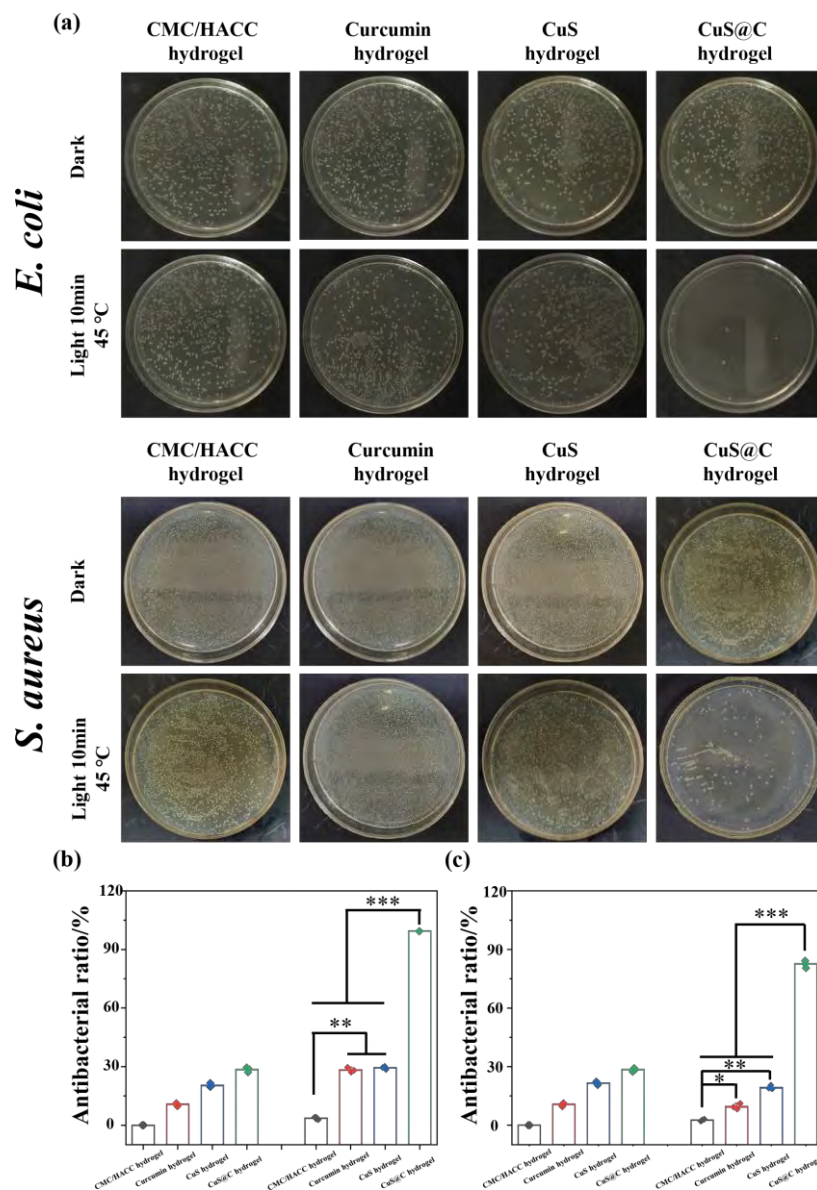 (a)
CMC/HACC
hydrogel
Curcumin
hydrogel
CuS
hydrogel
CuS@C
hydrogel
E. coli
Dark
Light 10min
45 °C
CMC/HACC
hydrogel
Curcumin
hydrogel
CuS
hydrogel
CuS@C
hydrogel
S. aureus
Dark
Light 10min
45 °C
(b)
Antibacterial ratio/%
120
90
60
30
0
***
**
CMC/HACC hydrogel
Curcumin hydrogel
CuS hydrogel
CuS@C hydrogel
CMC/HACC hydrogel
Curcumin hydrogel
CuS hydrogel
CuS@C hydrogel
(c)
Antibacterial ratio/%
120
90
60
30
0
***
**
*
CMC/HACC hydrogel
Curcumin hydrogel
CuS hydrogel
CuS@C hydrogel
CMC/HACC hydrogel
Curcumin hydrogel
CuS hydrogel
CuS@C hydrogel